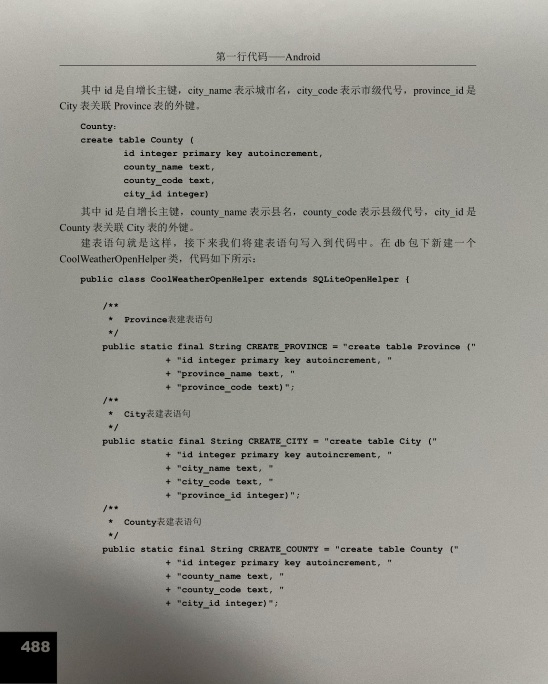 第一行代码——Android
其中 id 是自增长主键，city_name 表示城市名，city_code 表示市级代号，province_id 是
City 表关联 Province 表的外键。
County:
create table County (
id integer primary key autoincrement,
county_name text,
county_code text,
city_id integer)
其中 id 是自增长主键，county_name 表示县名，county_code 表示县级代号，city_id 是
County 表关联 City 表的外键。
建表语句就是这样，接下来我们将建表语句写入到代码中。在 db 包下新建一个
CoolWeatherOpenHelper 类，代码如下所示：
public class CoolWeatherOpenHelper extends SQLiteOpenHelper {
/**
* Province表建表语句
*/
public static final String CREATE_PROVINCE = "create table Province ("
+ "id integer primary key autoincrement, "
+ "province_name text, "
+ "province_code text)";
/**
* City表建表语句
*/
public static final String CREATE_CITY = "create table City ("
+ "id integer primary key autoincrement, "
+ "city_name text, "
+ "city_code text, "
+ "province_id integer)";
/**
* County表建表语句
*/
public static final String CREATE_COUNTY = "create table County ("
+ "id integer primary key autoincrement, "
+ "county_name text, "
+ "county_code text, "
+ "city_id integer)";
488